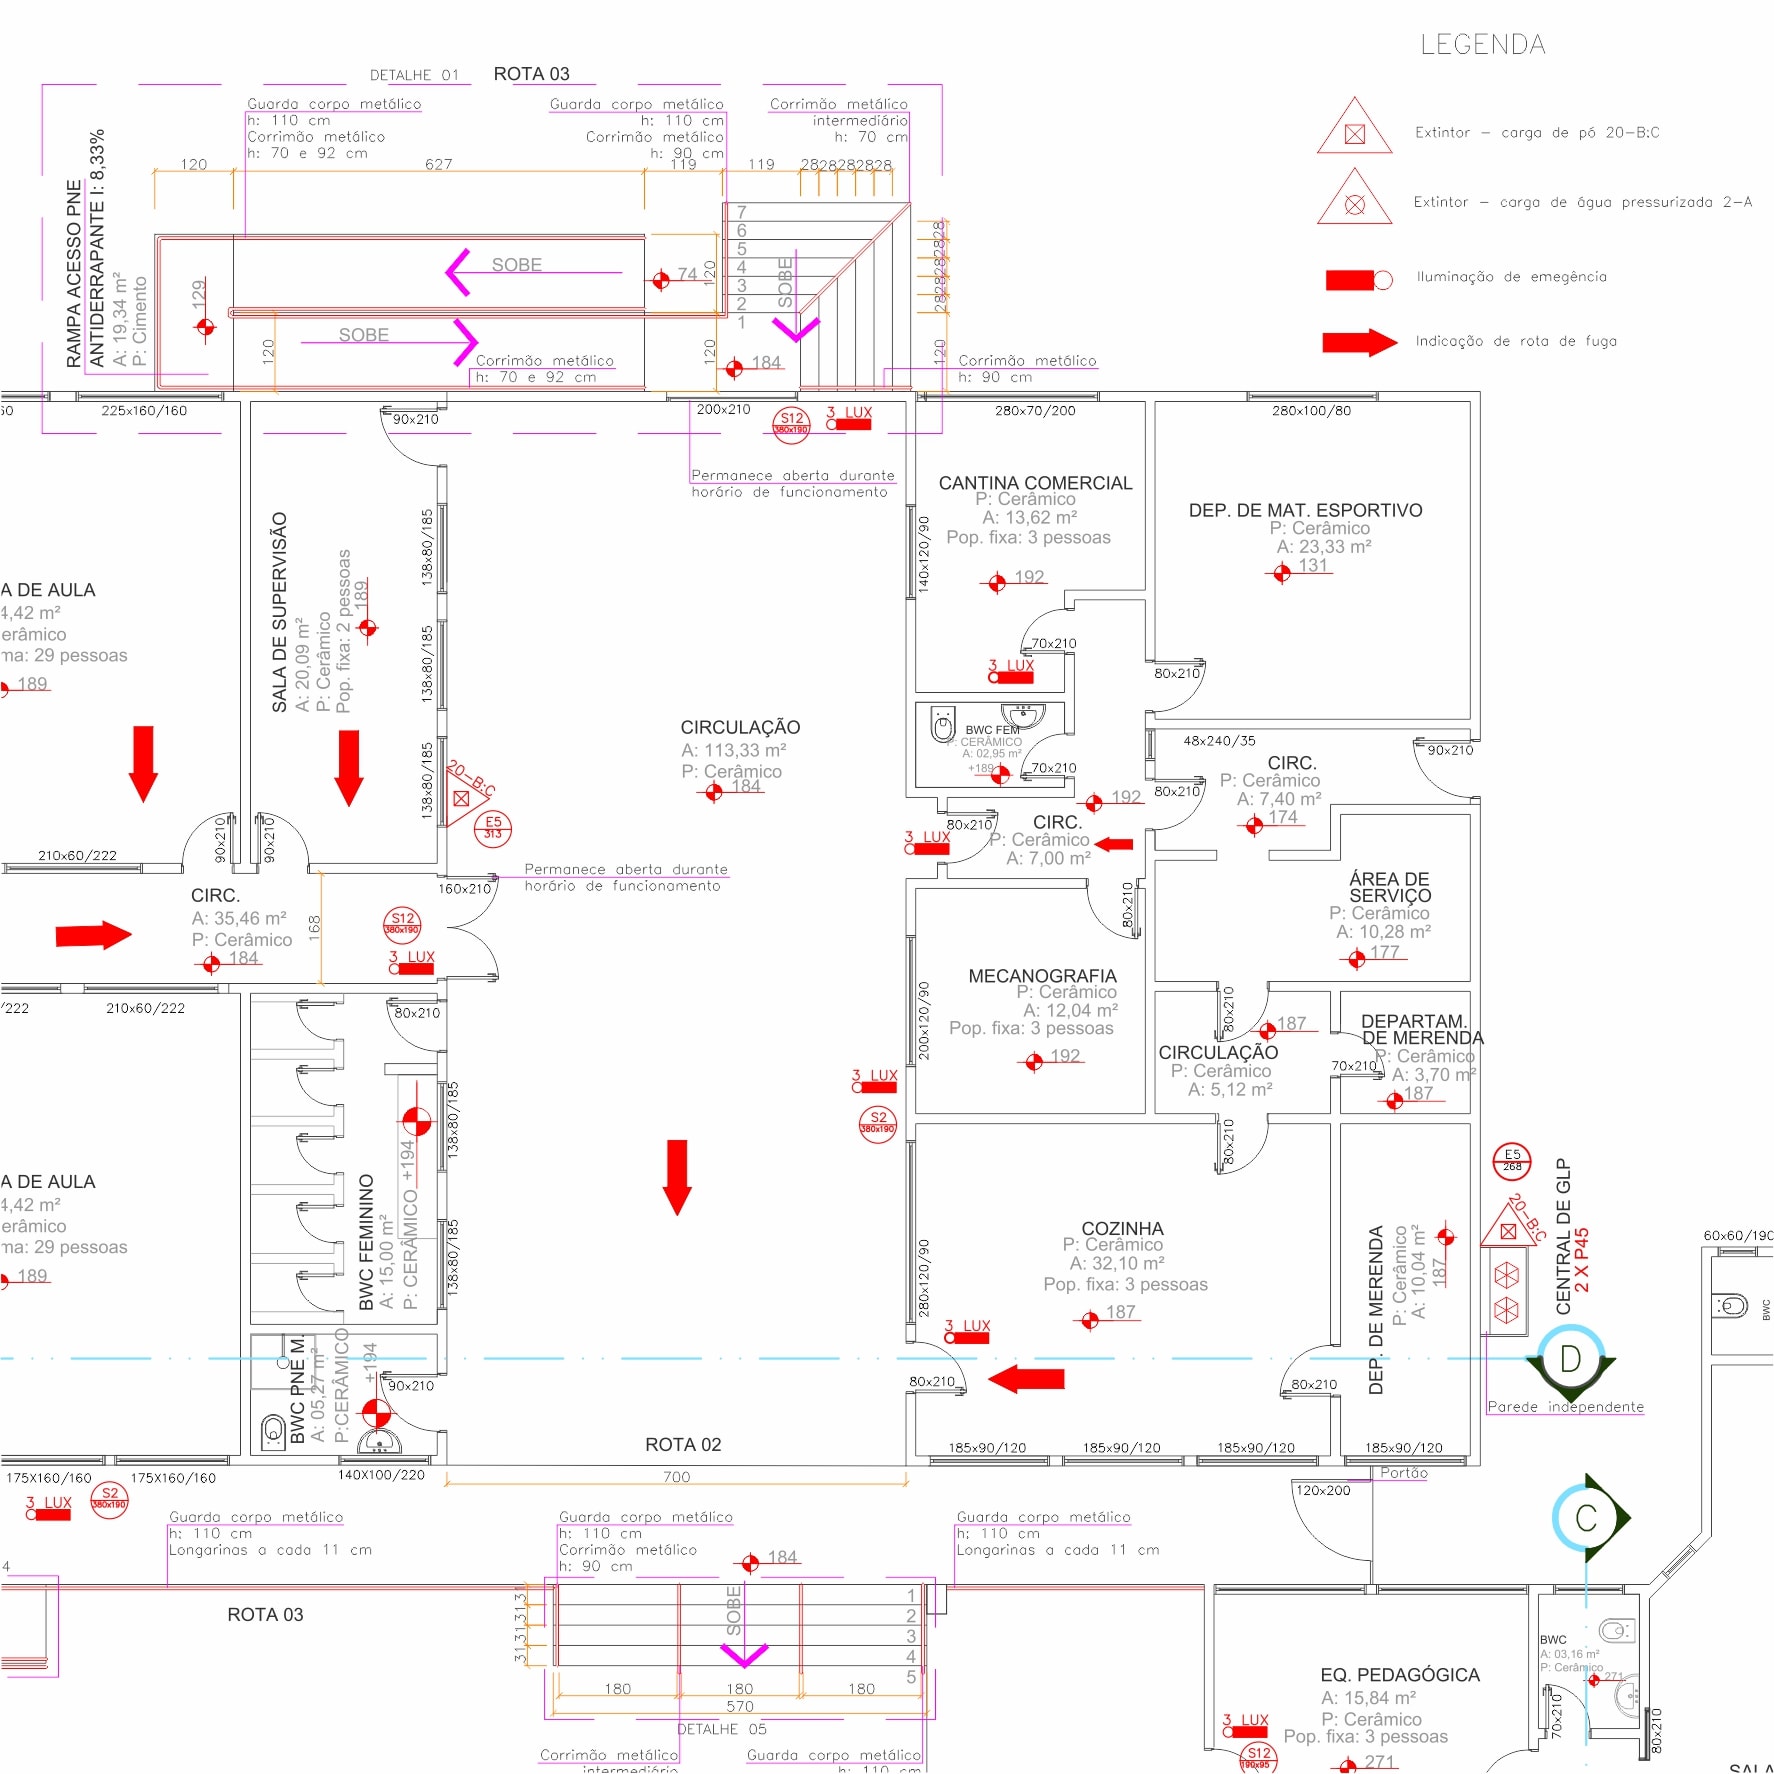 LEGENDA
Extintor – carga de pó 20–B:C
Extintor – carga de água pressurizada 2–A
Iluminação de emegência
Indicação de rota de fuga
DETALHE 01
ROTA 03
Guarda corpo metálico
h: 110 cm
Corrimão metálico
h: 70 e 92 cm
Guarda corpo metálico
h: 110 cm
Corrimão metálico
h: 90 cm
Corrimão metálico
intermediário
h: 70 cm
RAMPA ACESSO PNE
ANTIDERRAPANTE I: 8,33%
A: 19,34 m²
P: Cimento
120
627
119
119
28
28
28
28
28
7
6
5
4
3
2
1
SOBE
SOBE
SOBE
74
129
184
120
120
120
28
28
28
28
28
120
Corrimão metálico
h: 70 e 92 cm
Corrimão metálico
h: 90 cm
60
225x160/160
90x210
200x210
S12
380x190
3 LUX
280x70/200
280x100/80
Permanece aberta durante
horário de funcionamento
CANTINA COMERCIAL
P: Cerâmico
A: 13,62 m²
Pop. fixa: 3 pessoas
192
140x120/90
70x210
3 LUX
DEP. DE MAT. ESPORTIVO
P: Cerâmico
A: 23,33 m²
131
80x210
A DE AULA
4,42 m²
erâmico
ma: 29 pessoas
189
SALA DE SUPERVISÃO
A: 20,09 m²
P: Cerâmico
Pop. fixa: 2 pessoas
189
138x80/185
138x80/185
138x80/185
20–B:C
E5
313
CIRCULAÇÃO
A: 113,33 m²
P: Cerâmico
184
BWC FEM
P: CERÂMICO
A: 02,95 m²
+189
70x210
48x240/35
90x210
CIRC.
P: Cerâmico
A: 7,40 m²
174
80x210
192
80x210
3 LUX
CIRC.
P: Cerâmico
A: 7,00 m²
80x210
210x60/222
90x210
90x210
Permanece aberta durante
horário de funcionamento
160x210
CIRC.
A: 35,46 m²
P: Cerâmico
184
168
S12
380x190
3 LUX
ÁREA DE
SERVIÇO
P: Cerâmico
A: 10,28 m²
177
MECANOGRAFIA
P: Cerâmico
A: 12,04 m²
Pop. fixa: 3 pessoas
192
200x120/90
3 LUX
S2
380x190
80x210
187
CIRCULAÇÃO
P: Cerâmico
A: 5,12 m²
70x210
DEPARTAM.
DE MERENDA
P: Cerâmico
A: 3,70 m²
187
80x210
/222
210x60/222
80x210
138x80/185
138x80/185
A DE AULA
4,42 m²
erâmico
ma: 29 pessoas
189
BWC FEMININO
A: 15,00 m²
P: CERÂMICO
+194
COZINHA
P: Cerâmico
A: 32,10 m²
Pop. fixa: 3 pessoas
187
280x120/90
3 LUX
80x210
80x210
DEP. DE MERENDA
P: Cerâmico
A: 10,04 m²
187
E5
268
20–B:C
CENTRAL DE GLP
2 X P45
60x60/190
BWC
D
Parede independente
BWC PNE M.
A: 05,27 m²
P:CERÂMICO
+194
90x210
ROTA 02
185x90/120
185x90/120
185x90/120
185x90/120
175X160/160
175X160/160
140X100/220
700
Portão
120x200
C
3 LUX
S2
380x190
Guarda corpo metálico
h: 110 cm
Longarinas a cada 11 cm
Guarda corpo metálico
h: 110 cm
Corrimão metálico
h: 90 cm
184
Guarda corpo metálico
h: 110 cm
Longarinas a cada 11 cm
4
ROTA 03
31
31
31
31
SOBE
1
2
3
4
5
180
180
180
570
DETALHE 05
Corrimão metálico
intermediário
Guarda corpo metálico
h: 110 cm
EQ. PEDAGÓGICA
A: 15,84 m²
P: Cerâmico
Pop. fixa: 3 pessoas
271
3 LUX
S12
190x95
BWC
A: 03,16 m²
P: Cerâmico
271
70x210
80x210
SALA